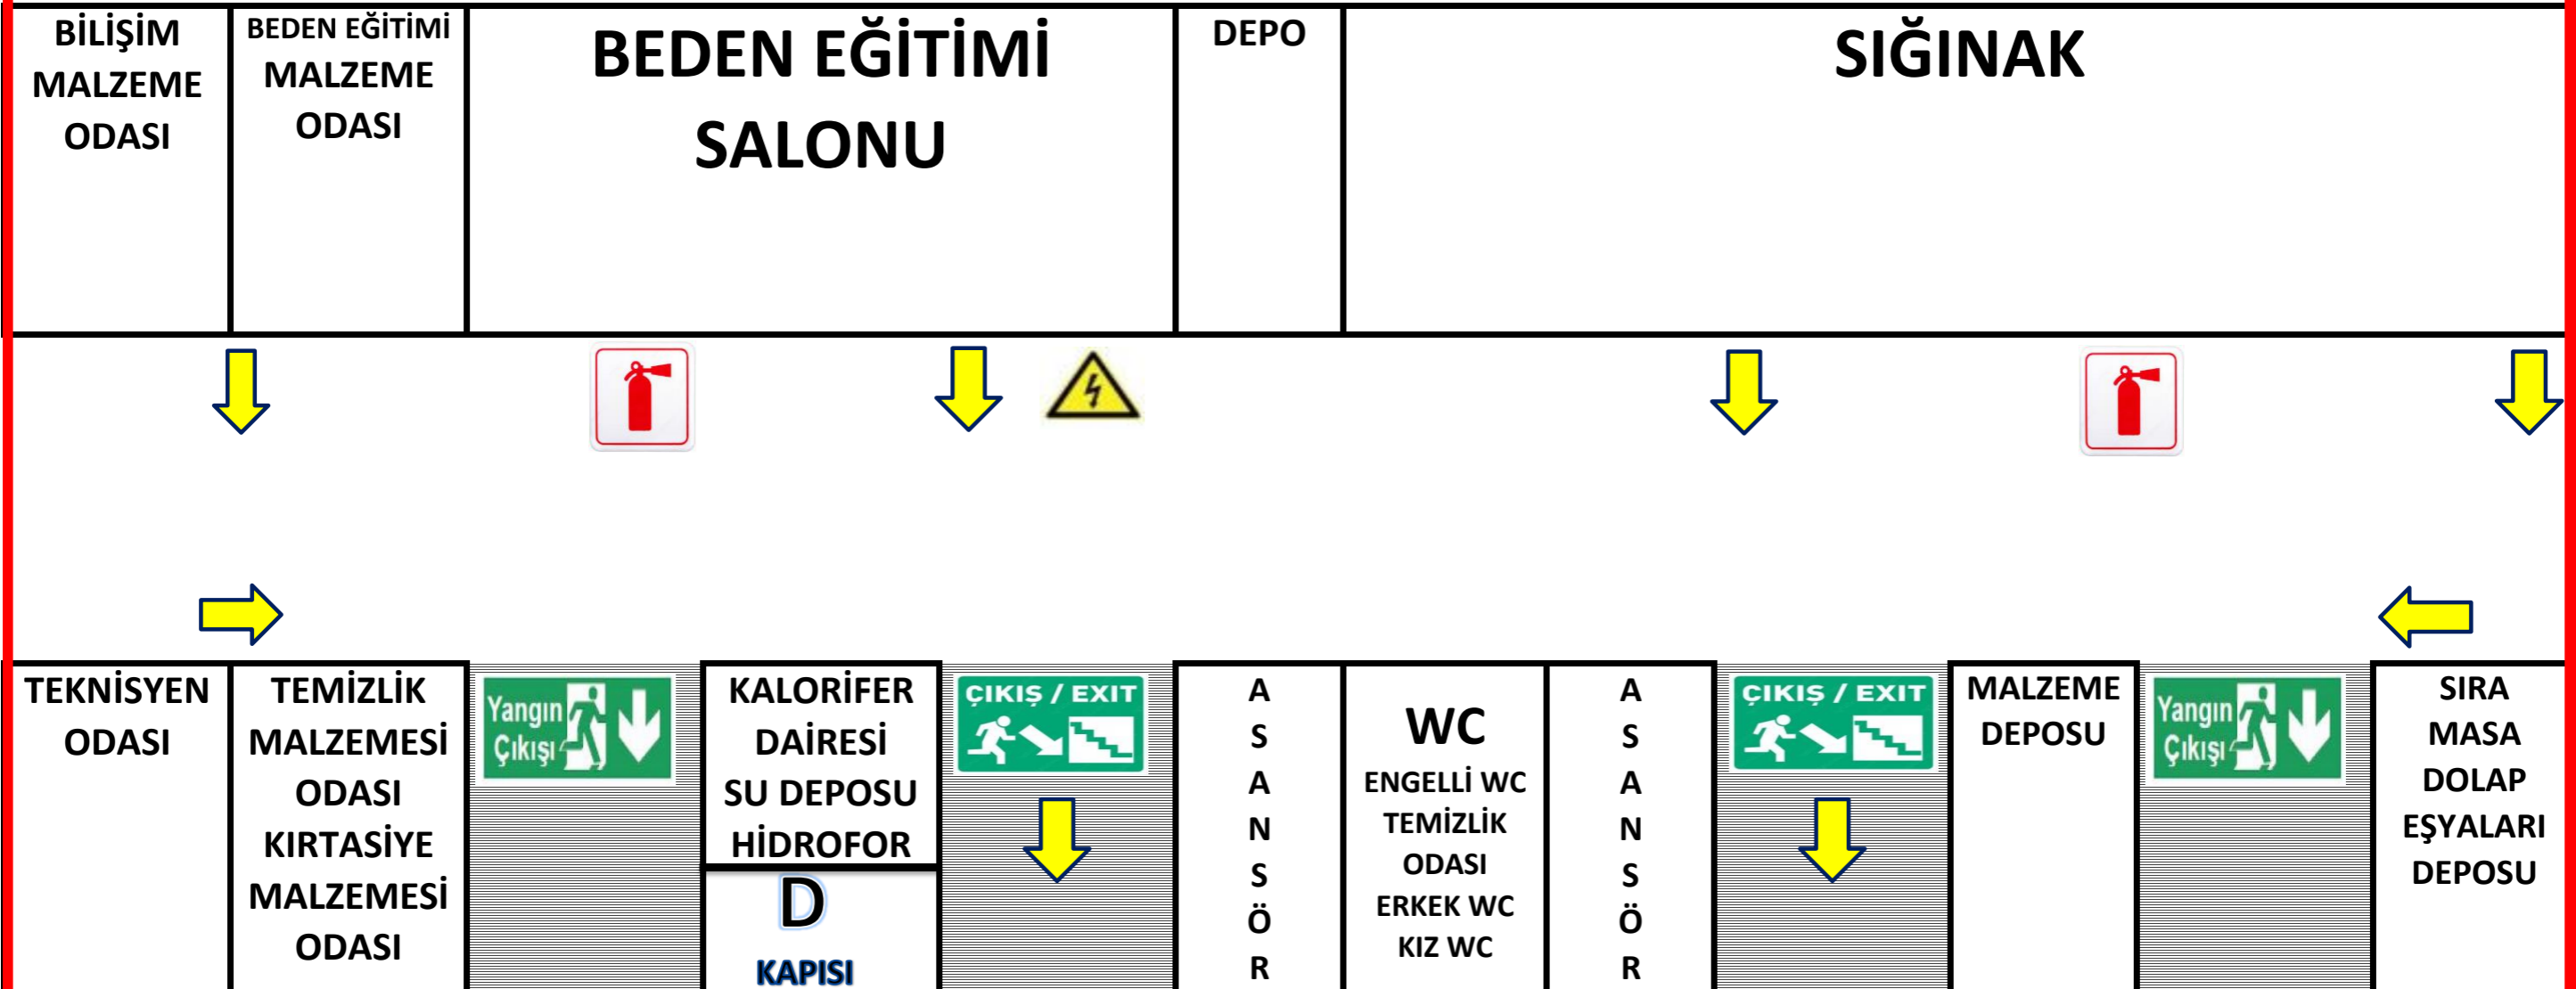 BİLİŞİM
MALZEME
ODASI
BEDEN EĞİTİMİ
MALZEME
ODASI
BEDEN EĞİTİMİ
SALONU
DEPO
SIĞINAK
TEKNİSYEN
ODASI
TEMİZLİK
MALZEMESİ
ODASI
KIRTASİYE
MALZEMESİ
ODASI
Yangın
Çıkışı
KALORİFER
DAİRESİ
SU DEPOSU
HİDROFOR
D
KAPISI
ÇIKIŞ / EXIT
A
S
A
N
S
Ö
R
WC
ENGELLİ WC
TEMİZLİK
ODASI
ERKEK WC
KIZ WC
A
S
A
N
S
Ö
R
ÇIKIŞ / EXIT
MALZEME
DEPOSU
Yangın
Çıkışı
SIRA
MASA
DOLAP
EŞYALARI
DEPOSU